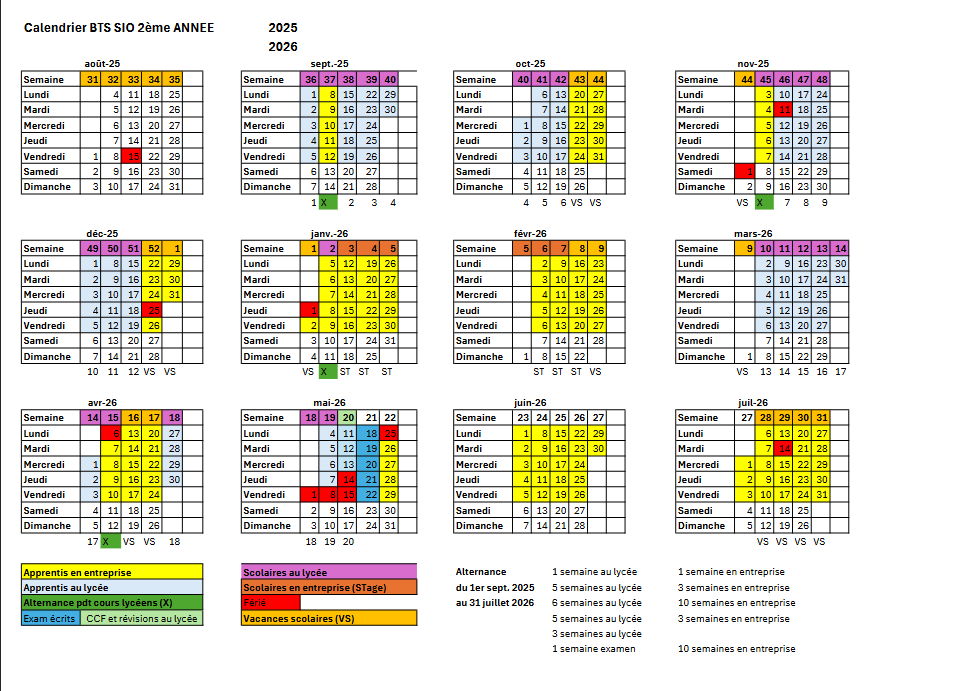 Calendrier BTS SIO 2ème ANNEE 2025
2026
août-25 sept.-25 oct-25 nov-25
Semaine 31 32 33 34 35 Semaine 36 37 38 39 40 Semaine 40 41 42 43 44 Semaine 44 45 46 47 48
Lundi 4 11 18 25 Lundi 1 8 15 22 29 Lundi 6 13 20 27 Lundi 3 10 17 24
Mardi 5 12 19 26 Mardi 2 9 16 23 30 Mardi 7 14 21 28 Mardi 4 11 18 25
Mercredi 6 13 20 27 Mercredi 3 10 17 24 Mercredi 1 8 15 22 29 Mercredi 5 12 19 26
Jeudi 7 14 21 28 Jeudi 4 11 18 25 Jeudi 2 9 16 23 30 Jeudi 6 13 20 27
Vendredi 1 8 15 22 29 Vendredi 5 12 19 26 Vendredi 3 10 17 24 31 Vendredi 7 14 21 28
Samedi 2 9 16 23 30 Samedi 6 13 20 27 Samedi 4 11 18 25 Samedi 1 8 15 22 29
Dimanche 3 10 17 24 31 Dimanche 7 14 21 28 Dimanche 5 12 19 26 Dimanche 2 9 16 23 30
1 X 2 3 4 4 5 6 VS VS VS X 7 8 9
déc-25 janv.-26 févr-26 mars-26
Semaine 49 50 51 52 1 Semaine 1 2 3 4 5 Semaine 5 6 7 8 9 Semaine 9 10 11 12 13 14
Lundi 1 8 15 22 29 Lundi 5 12 19 26 Lundi 2 9 16 23 Lundi 2 9 16 23 30
Mardi 2 9 16 23 30 Mardi 6 13 20 27 Mardi 3 10 17 24 Mardi 3 10 17 24 31
Mercredi 3 10 17 24 31 Mercredi 7 14 21 28 Mercredi 4 11 18 25 Mercredi 4 11 18 25
Jeudi 4 11 18 25 Jeudi 1 8 15 22 29 Jeudi 5 12 19 26 Jeudi 5 12 19 26
Vendredi 5 12 19 26 Vendredi 2 9 16 23 30 Vendredi 6 13 20 27 Vendredi 6 13 20 27
Samedi 6 13 20 27 Samedi 3 10 17 24 31 Samedi 7 14 21 28 Samedi 7 14 21 28
Dimanche 7 14 21 28 Dimanche 4 11 18 25 Dimanche 1 8 15 22 Dimanche 1 8 15 22 29
10 11 12 VS VS VS X ST ST ST ST ST ST VS VS 13 14 15 16 17
avr-26 mai-26 juin-26 juil-26
Semaine 14 15 16 17 18 Semaine 18 19 20 21 22 Semaine 23 24 25 26 27 Semaine 27 28 29 30 31
Lundi 6 13 20 27 Lundi 4 11 18 25 Lundi 1 8 15 22 29 Lundi 6 13 20 27
Mardi 7 14 21 28 Mardi 5 12 19 26 Mardi 2 9 16 23 30 Mardi 7 14 21 28
Mercredi 1 8 15 22 29 Mercredi 6 13 20 27 Mercredi 3 10 17 24 Mercredi 1 8 15 22 29
Jeudi 2 9 16 23 30 Jeudi 7 14 21 28 Jeudi 4 11 18 25 Jeudi 2 9 16 23 30
Vendredi 3 10 17 24 Vendredi 1 8 15 22 29 Vendredi 5 12 19 26 Vendredi 3 10 17 24 31
Samedi 4 11 18 25 Samedi 2 9 16 23 30 Samedi 6 13 20 27 Samedi 4 11 18 25
Dimanche 5 12 19 26 Dimanche 3 10 17 24 31 Dimanche 7 14 21 28 Dimanche 5 12 19 26
17 X VS VS 18 18 19 20 VS VS VS VS
Apprentis en entreprise Scolaires au lycée Alternance 1 semaine au lycée 1 semaine en entreprise
Apprentis au lycée Scolaires en entreprise (STage) du 1er sept. 2025 5 semaines au lycée 3 semaines en entreprise
Alternance pdt cours lycéens (X) Férié au 31 juillet 2026 6 semaines au lycée 10 semaines en entreprise
Exam écrits CCF et révisions au lycée Vacances scolaires (VS) 5 semaines au lycée 3 semaines en entreprise
3 semaines au lycée
1 semaine examen 10 semaines en entreprise